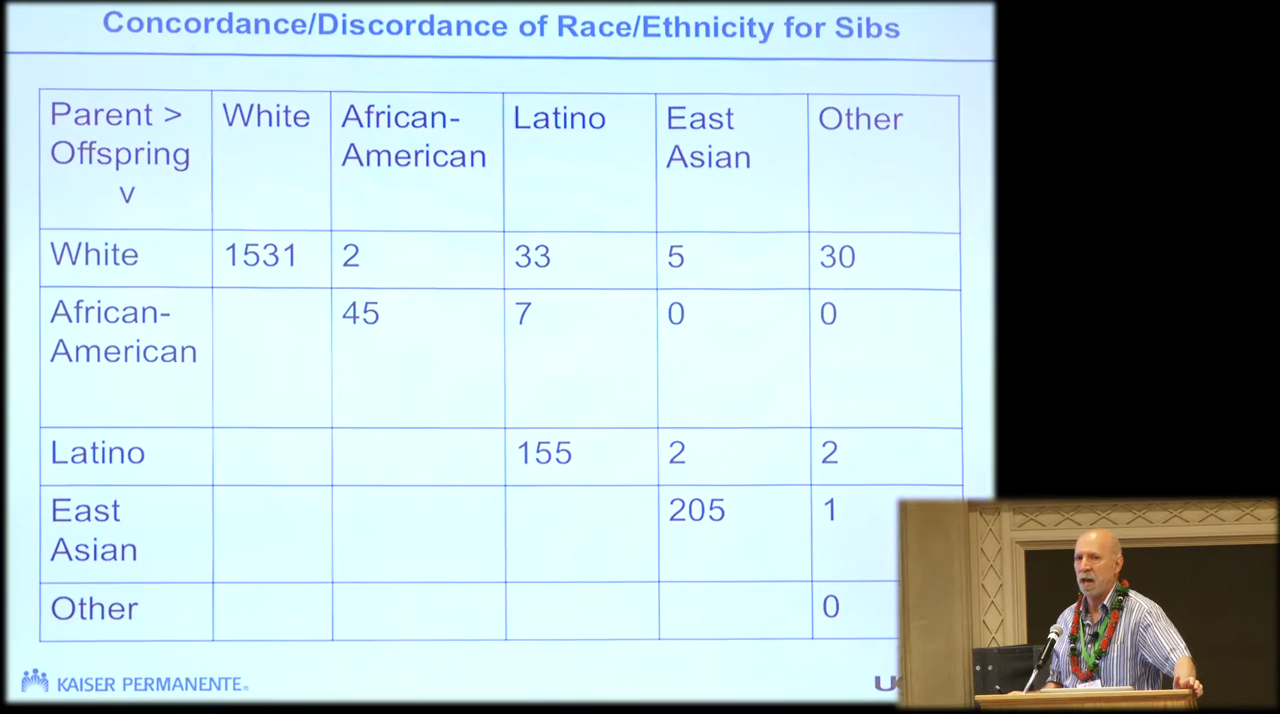 Concordance/Discordance of Race/Ethnicity for Sibs
Parent > White African- Latino East Other
Offspring American Asian
v
White 1531 2 33 5 30
African- 45 7 0 0
American
Latino 155 2 2
East 205 1
Asian
Other 0
KAISER PERMANENTE®